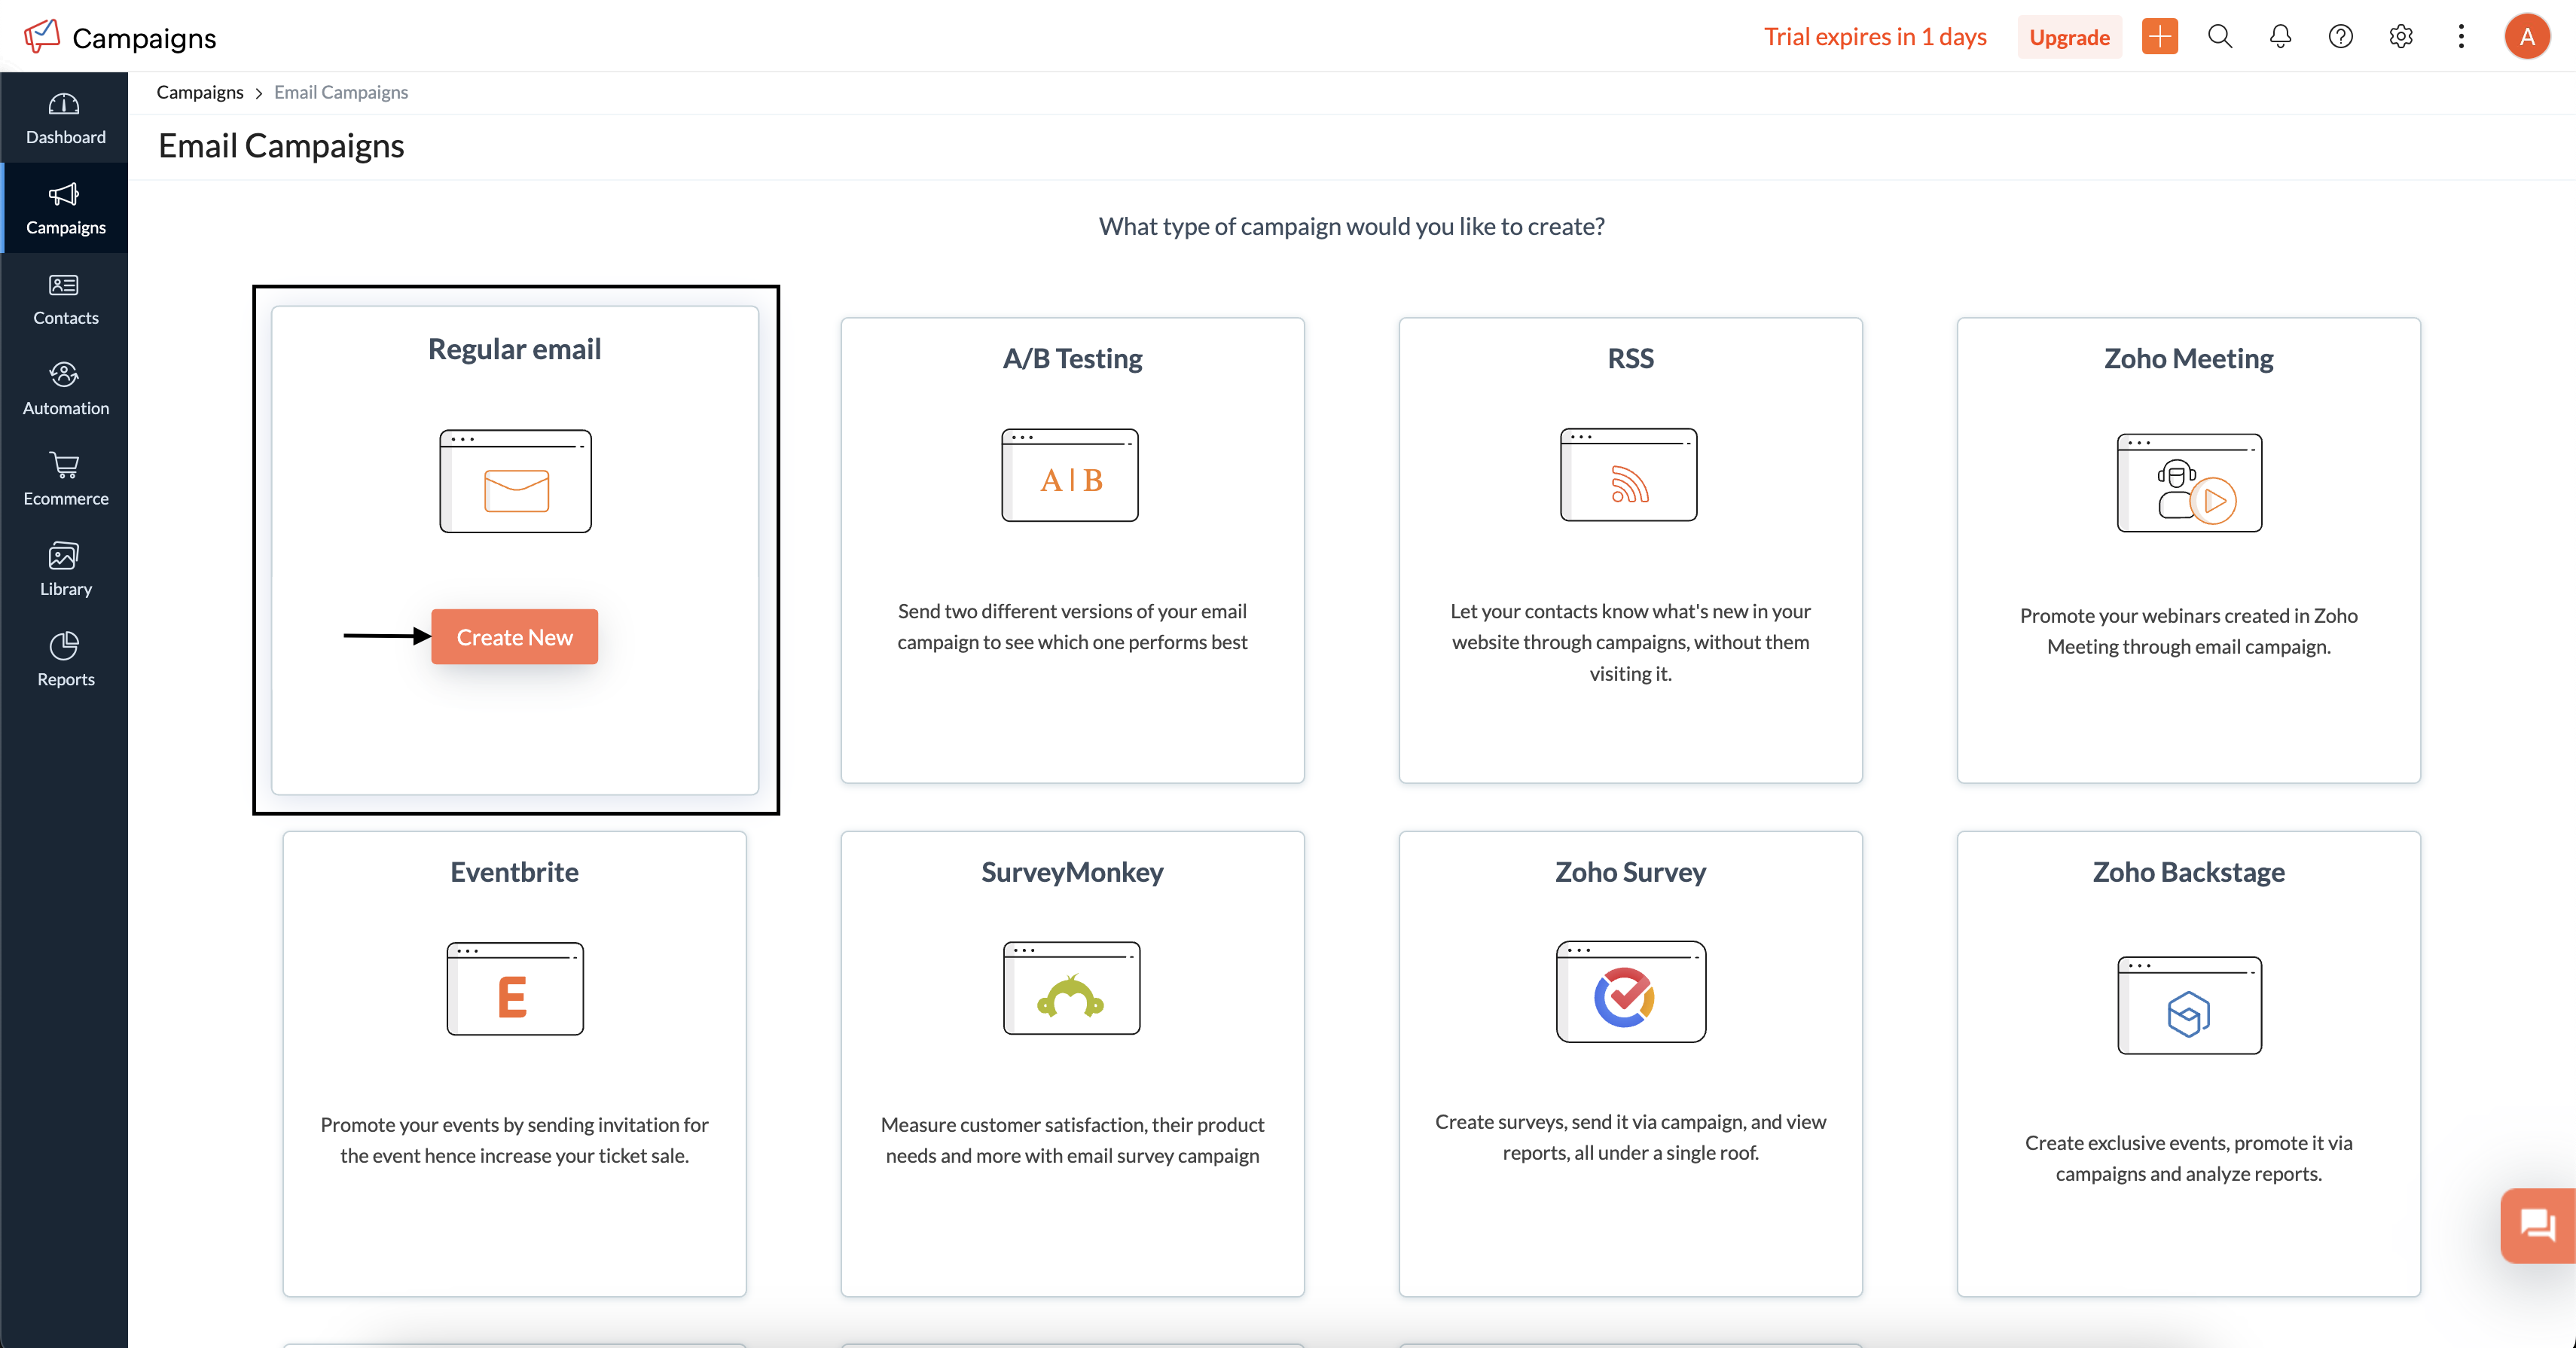 Campaigns
Trial expires in 1 days
Upgrade
A
Dashboard
Campaigns
Contacts
Automation
Ecommerce
Library
Reports
Campaigns > Email Campaigns
Email Campaigns
What type of campaign would you like to create?
Regular email
Create New
A/B Testing
A|B
Send two different versions of your email
campaign to see which one performs best
RSS
Let your contacts know what's new in your
website through campaigns, without them
visiting it.
Zoho Meeting
Promote your webinars created in Zoho
Meeting through email campaign.
Eventbrite
E
Promote your events by sending invitation for
the event hence increase your ticket sale.
SurveyMonkey
Measure customer satisfaction, their product
needs and more with email survey campaign
Zoho Survey
Create surveys, send it via campaign, and view
reports, all under a single roof.
Zoho Backstage
Create exclusive events, promote it via
campaigns and analyze reports.